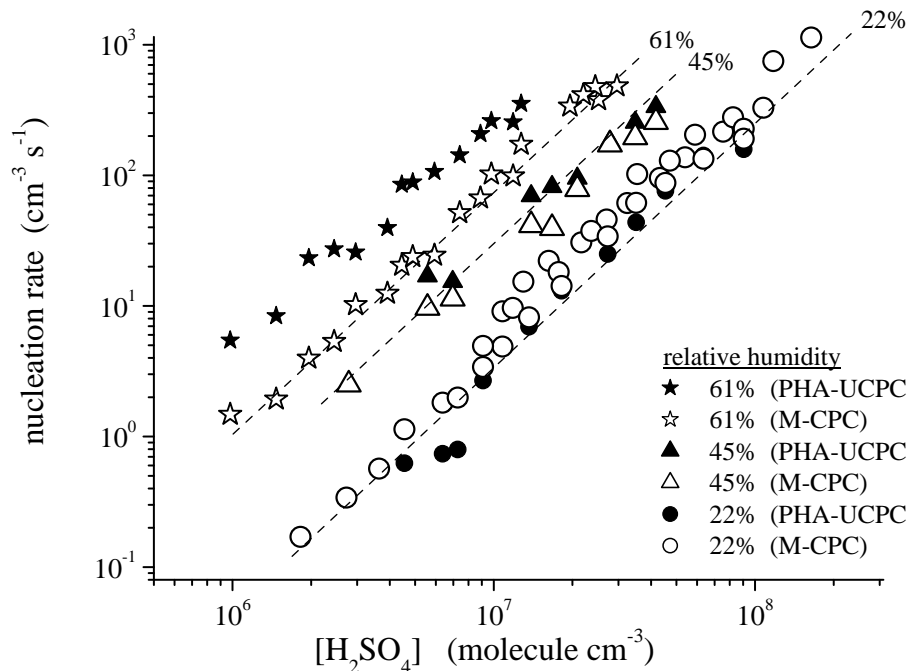 nucleation rate (cm⁻³ s⁻¹)
10³
10²
10¹
10⁰
10⁻¹
61%
45%
22%
relative humidity
61% (PHA-UCPC
61% (M-CPC)
45% (PHA-UCPC
45% (M-CPC)
22% (PHA-UCPC
22% (M-CPC)
10⁶ 10⁷ 10⁸
[H₂SO₄] (molecule cm⁻³)